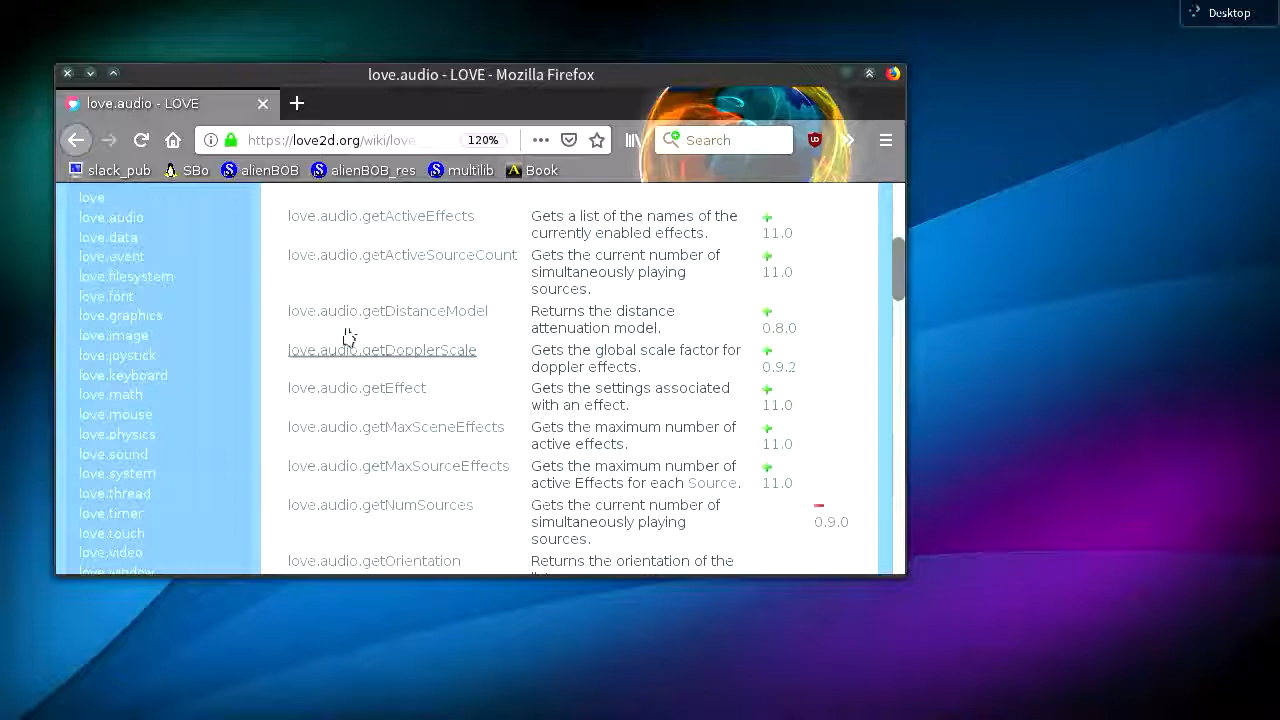 Desktop
love.audio - LOVE - Mozilla Firefox
love.audio - LOVE
https://love2d.org/wiki/love
120%
Search
slack_pub
SBo
alienBOB
alienBOB_res
multilib
Book
love
love.audio
love.data
love.event
love.filesystem
love.font
love.graphics
love.image
love.joystick
love.keyboard
love.math
love.mouse
love.physics
love.sound
love.system
love.thread
love.timer
love.touch
love.video
love.window
love.audio.getActiveEffects
Gets a list of the names of the
currently enabled effects.
11.0
love.audio.getActiveSourceCount
Gets the current number of
simultaneously playing
sources.
11.0
love.audio.getDistanceModel
Returns the distance
attenuation model.
0.8.0
love.audio.getDopplerScale
Gets the global scale factor for
doppler effects.
0.9.2
love.audio.getEffect
Gets the settings associated
with an effect.
11.0
love.audio.getMaxSceneEffects
Gets the maximum number of
active effects.
11.0
love.audio.getMaxSourceEffects
Gets the maximum number of
active Effects for each Source.
11.0
love.audio.getNumSources
Gets the current number of
simultaneously playing
sources.
0.9.0
love.audio.getOrientation
Returns the orientation of the